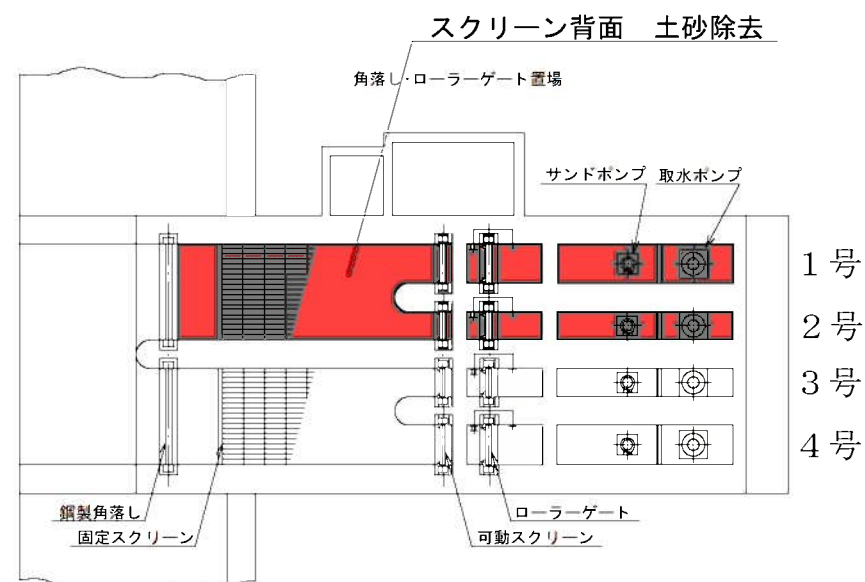 スクリーン背面　土砂除去
角落し・ローラーゲート置場
サンドポンプ
取水ポンプ
1号
2号
3号
4号
鋼製角落し
ローラーゲート
固定スクリーン
可動スクリーン